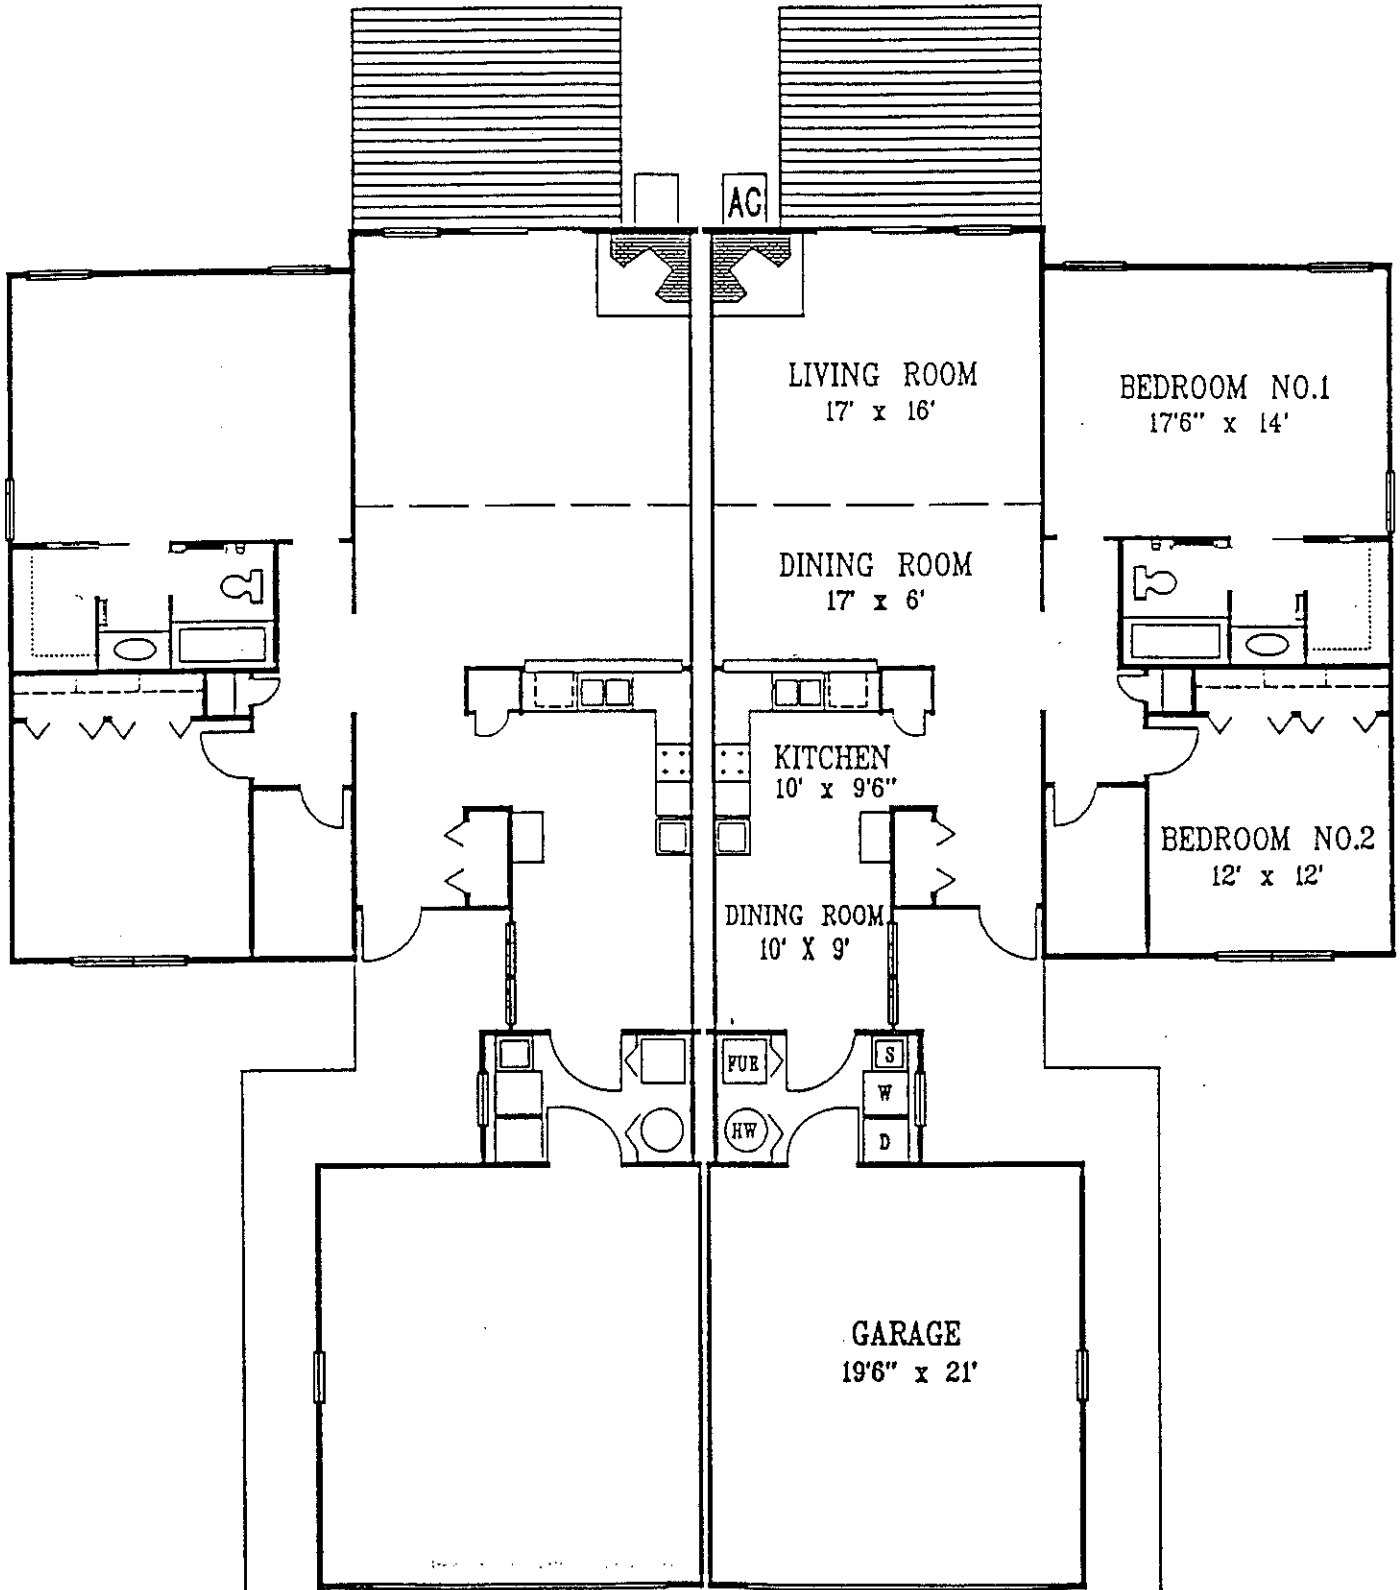 AC
LIVING ROOM
17' x 16'
BEDROOM NO.1
17'6" x 14'
DINING ROOM
17' x 6'
KITCHEN
10' x 9'6"
BEDROOM NO.2
12' x 12'
DINING ROOM
10' X 9'
FUR
S
W
HW
D
GARAGE
19'6" x 21'